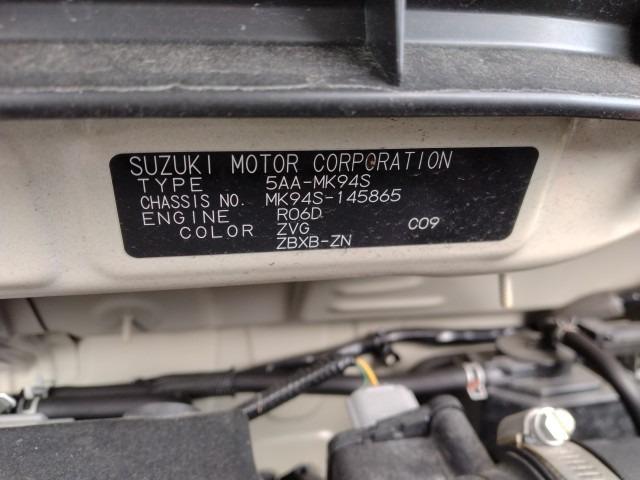 SUZUKI MOTOR CORPORATION
TYPE 5AA-MK94S
CHASSIS NO. MK94S-145865
ENGINE R06D
COLOR ZVG C09
ZBXB-ZN